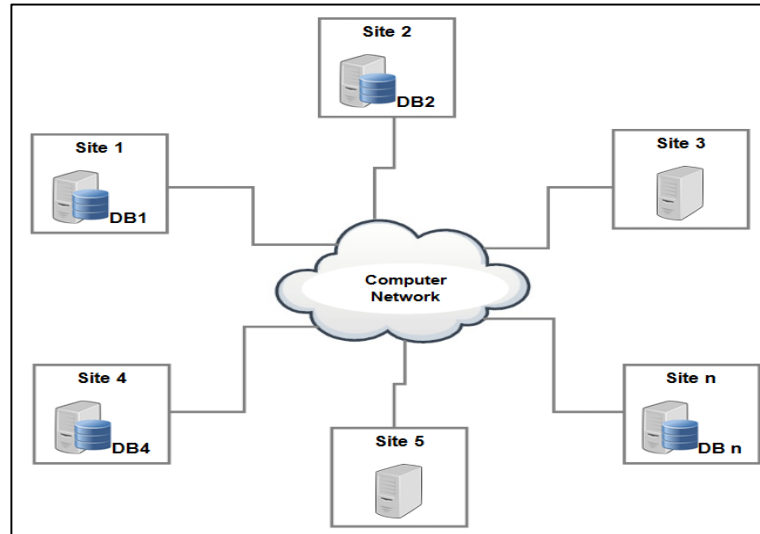 Site 2
DB2
Site 1
DB1
Site 3
Computer
Network
Site 4
DB4
Site 5
Site n
DB n